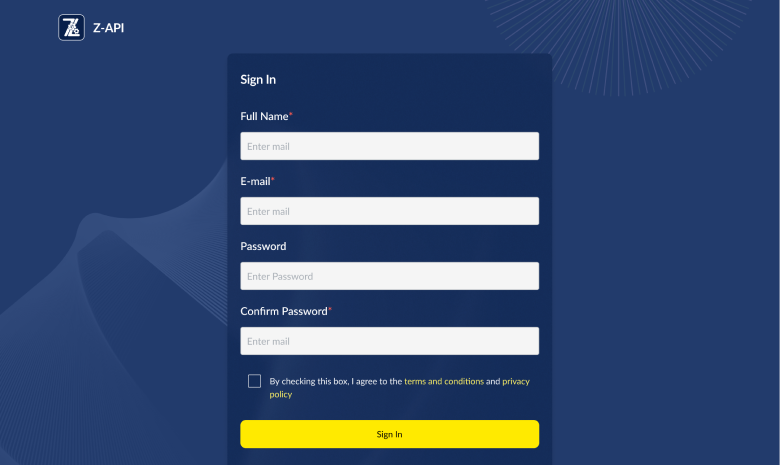 Z-API
Sign In
Full Name*
Enter mail
E-mail*
Enter mail
Password
Enter Password
Confirm Password*
Enter mail
By checking this box, I agree to the terms and conditions and privacy
policy
Sign In